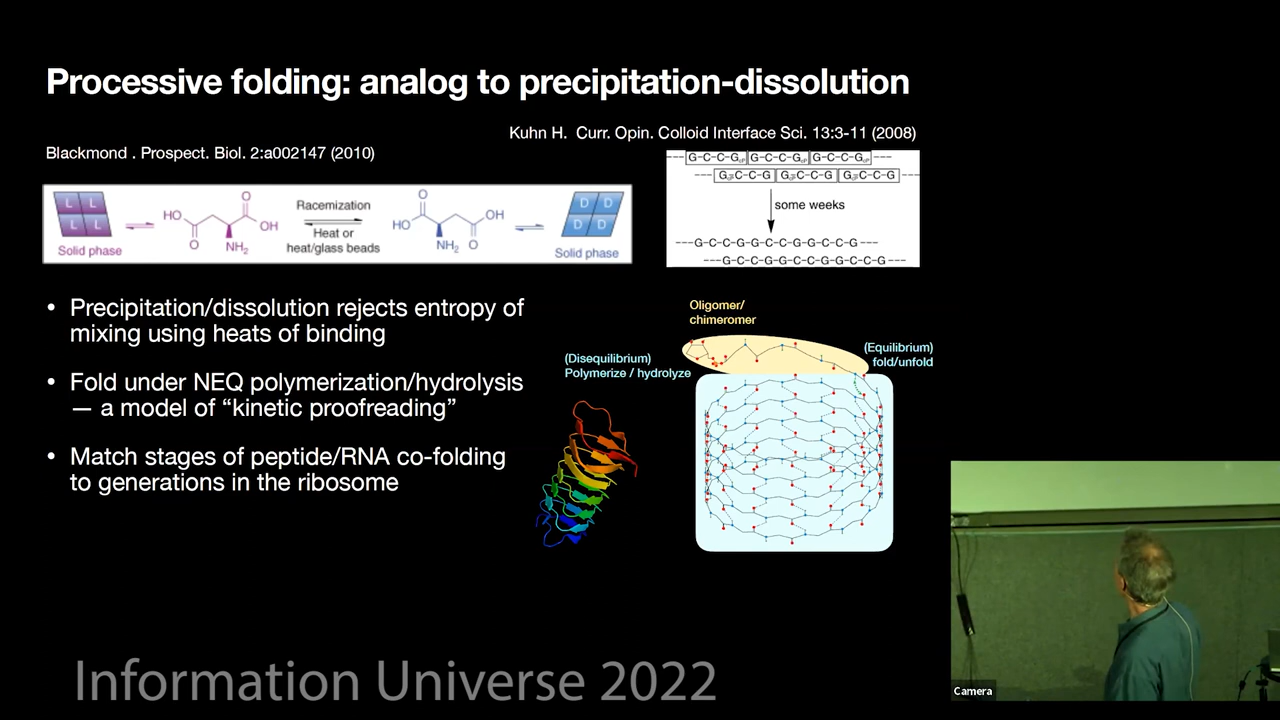 Processive folding: analog to precipitation-dissolution
Kuhn H. Curr. Opin. Colloid Interface Sci. 13:3-11 (2008)
Blackmond . Prospect. Biol. 2:a002147 (2010)
L L
L L
Solid phase
HO
O
O
OH
NH2
Racemization
Heat or
heat/glass beads
O
HO
OH
NH2
O
D D
D D
Solid phase
---G-C-C-G G-C-C-G G-C-C-G---
---G C-C-G G C-C-G G C-C-G---
some weeks
---G-C-C-G-G-C-C-G-G-C-C-G---
---G-C-C-G-G-C-C-G-G-C-C-G---
• Precipitation/dissolution rejects entropy of
mixing using heats of binding
• Fold under NEQ polymerization/hydrolysis
— a model of “kinetic proofreading”
• Match stages of peptide/RNA co-folding
to generations in the ribosome
Oligomer/
chimeromer
(Disequilibrium)
Polymerize / hydrolyze
(Equilibrium)
fold/unfold
Information Universe 2022
Camera